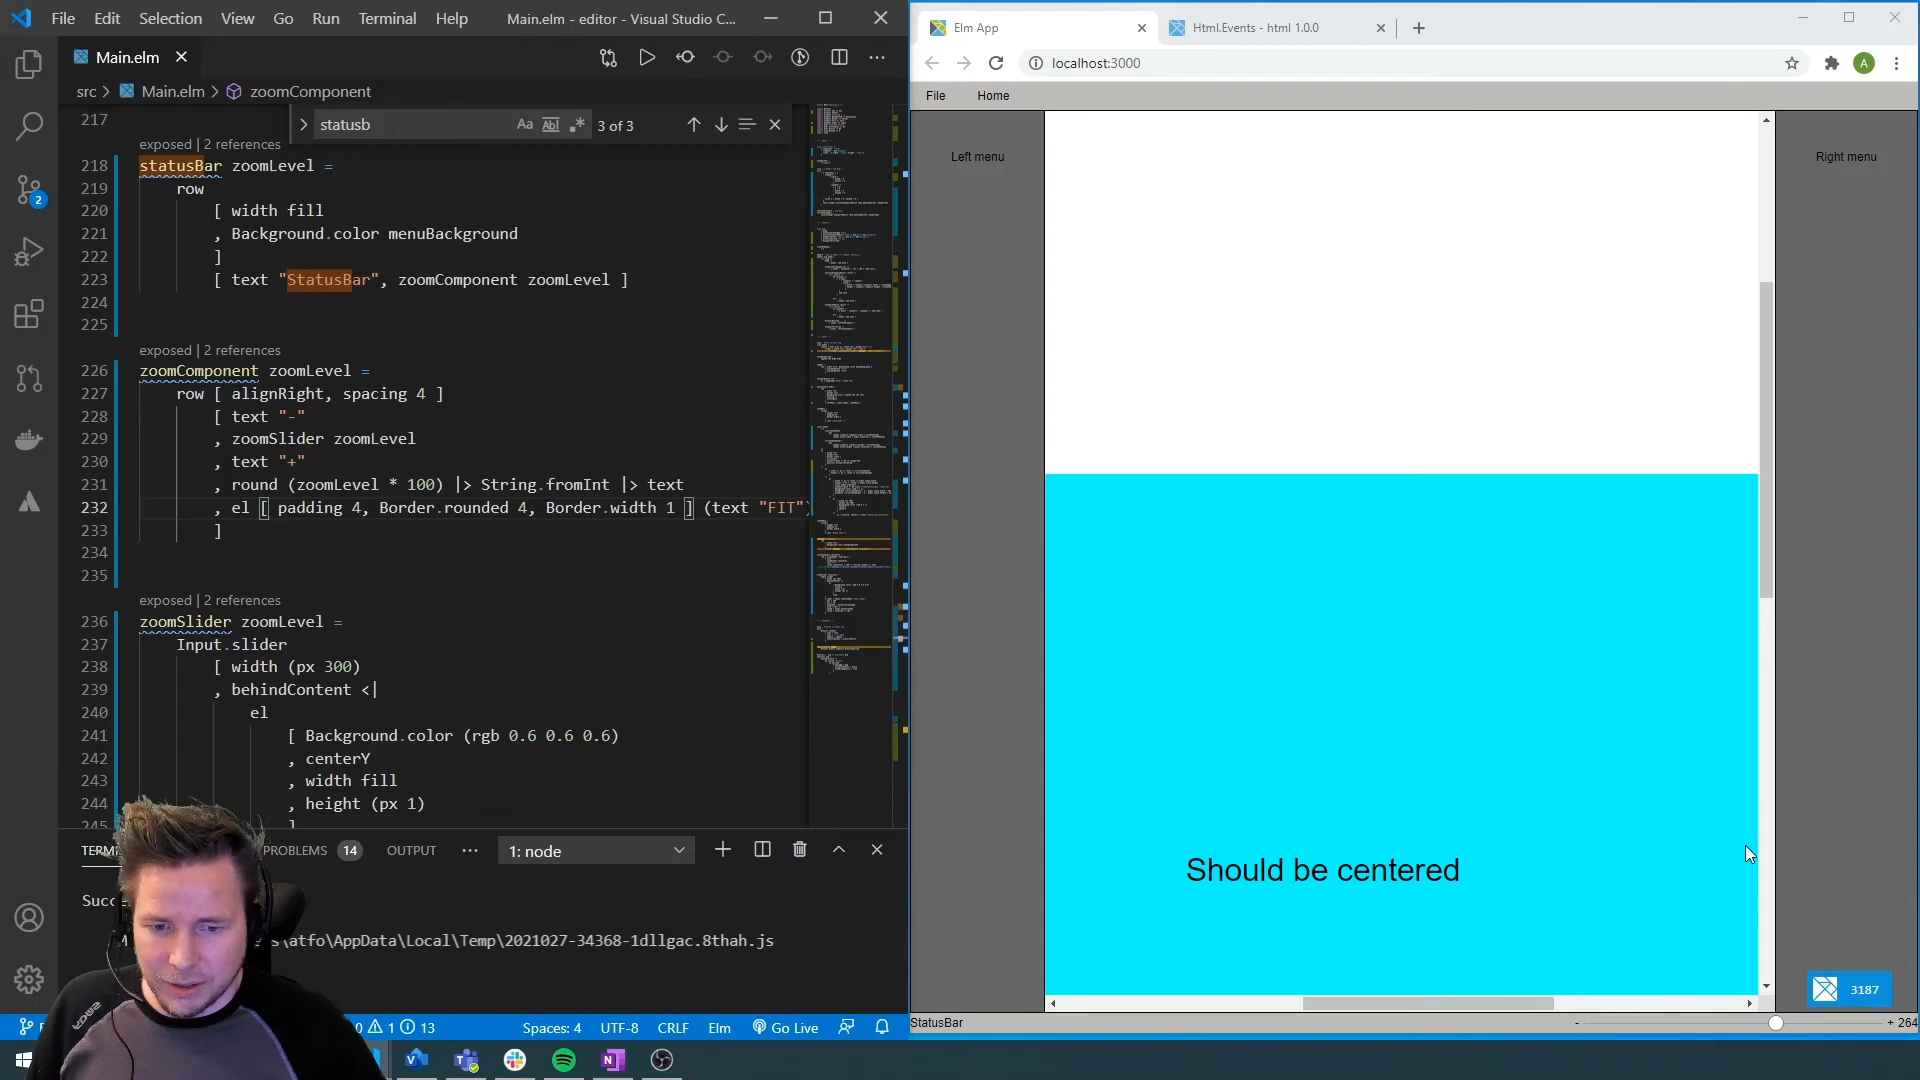 File Edit Selection View Go Run Terminal Help Main.elm - editor - Visual Studio C...
Main.elm
src > Main.elm > zoomComponent
statusb Aa Abl 3 of 3
217
exposed | 2 references
218 statusBar zoomLevel =
219 row
220 [ width fill
221 , Background.color menuBackground
222 ]
223 [ text "StatusBar", zoomComponent zoomLevel ]
224
225
exposed | 2 references
226 zoomComponent zoomLevel =
227 row [ alignRight, spacing 4 ]
228 [ text "-"
229 , zoomSlider zoomLevel
230 , text "+"
231 , round (zoomLevel * 100) |> String.fromInt |> text
232 , el [ padding 4, Border.rounded 4, Border.width 1 ] (text "FIT")
233 ]
234
235
exposed | 2 references
236 zoomSlider zoomLevel =
237 Input.slider
238 [ width (px 300)
239 , behindContent <|
240 el
241 [ Background.color (rgb 0.6 0.6 0.6)
242 , centerY
243 , width fill
244 , height (px 1)
245 ]
2
PROBLEMS 14 OUTPUT ... 1: node
\AppData\Local\Temp\2021027-34368-1dllgac.8thah.js
0 1 13 Spaces: 4 UTF-8 CRLF Elm Go Live
Elm App
Html.Events - html 1.0.0
localhost:3000
A
File Home
Left menu
Right menu
Should be centered
3187
StatusBar - + 264